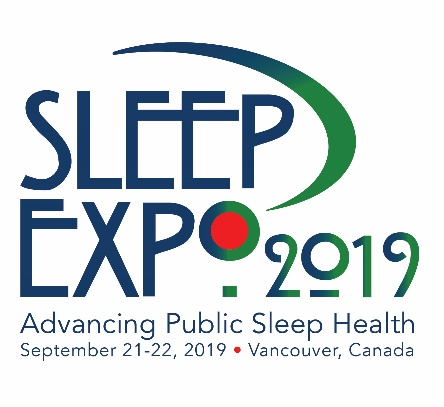 SLEEP
EXPO 2019
Advancing Public Sleep Health
September 21-22, 2019 • Vancouver, Canada